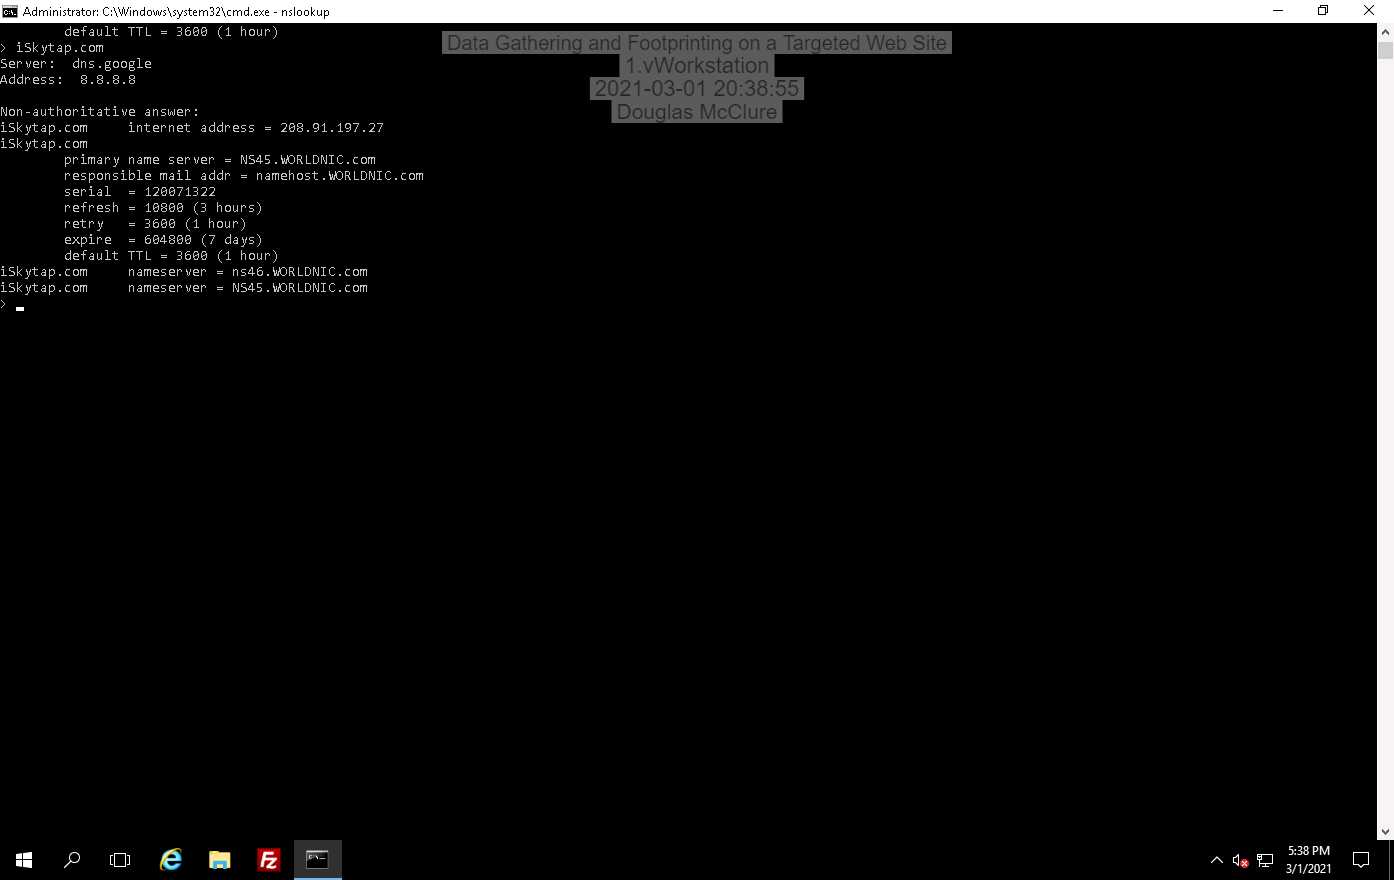 Administrator: C:\Windows\system32\cmd.exe - nslookup
default TTL = 3600 (1 hour)
> iSkytap.com
Server:  dns.google
Address:  8.8.8.8
Data Gathering and Footprinting on a Targeted Web Site
1.vWorkstation
2021-03-01 20:38:55
Douglas McClure
Non-authoritative answer:
iSkytap.com     internet address = 208.91.197.27
iSkytap.com
primary name server = NS45.WORLDNIC.com
responsible mail addr = namehost.WORLDNIC.com
serial  = 120071322
refresh = 10800 (3 hours)
retry   = 3600 (1 hour)
expire  = 604800 (7 days)
default TTL = 3600 (1 hour)
iSkytap.com     nameserver = ns46.WORLDNIC.com
iSkytap.com     nameserver = NS45.WORLDNIC.com
>
5:38 PM
3/1/2021